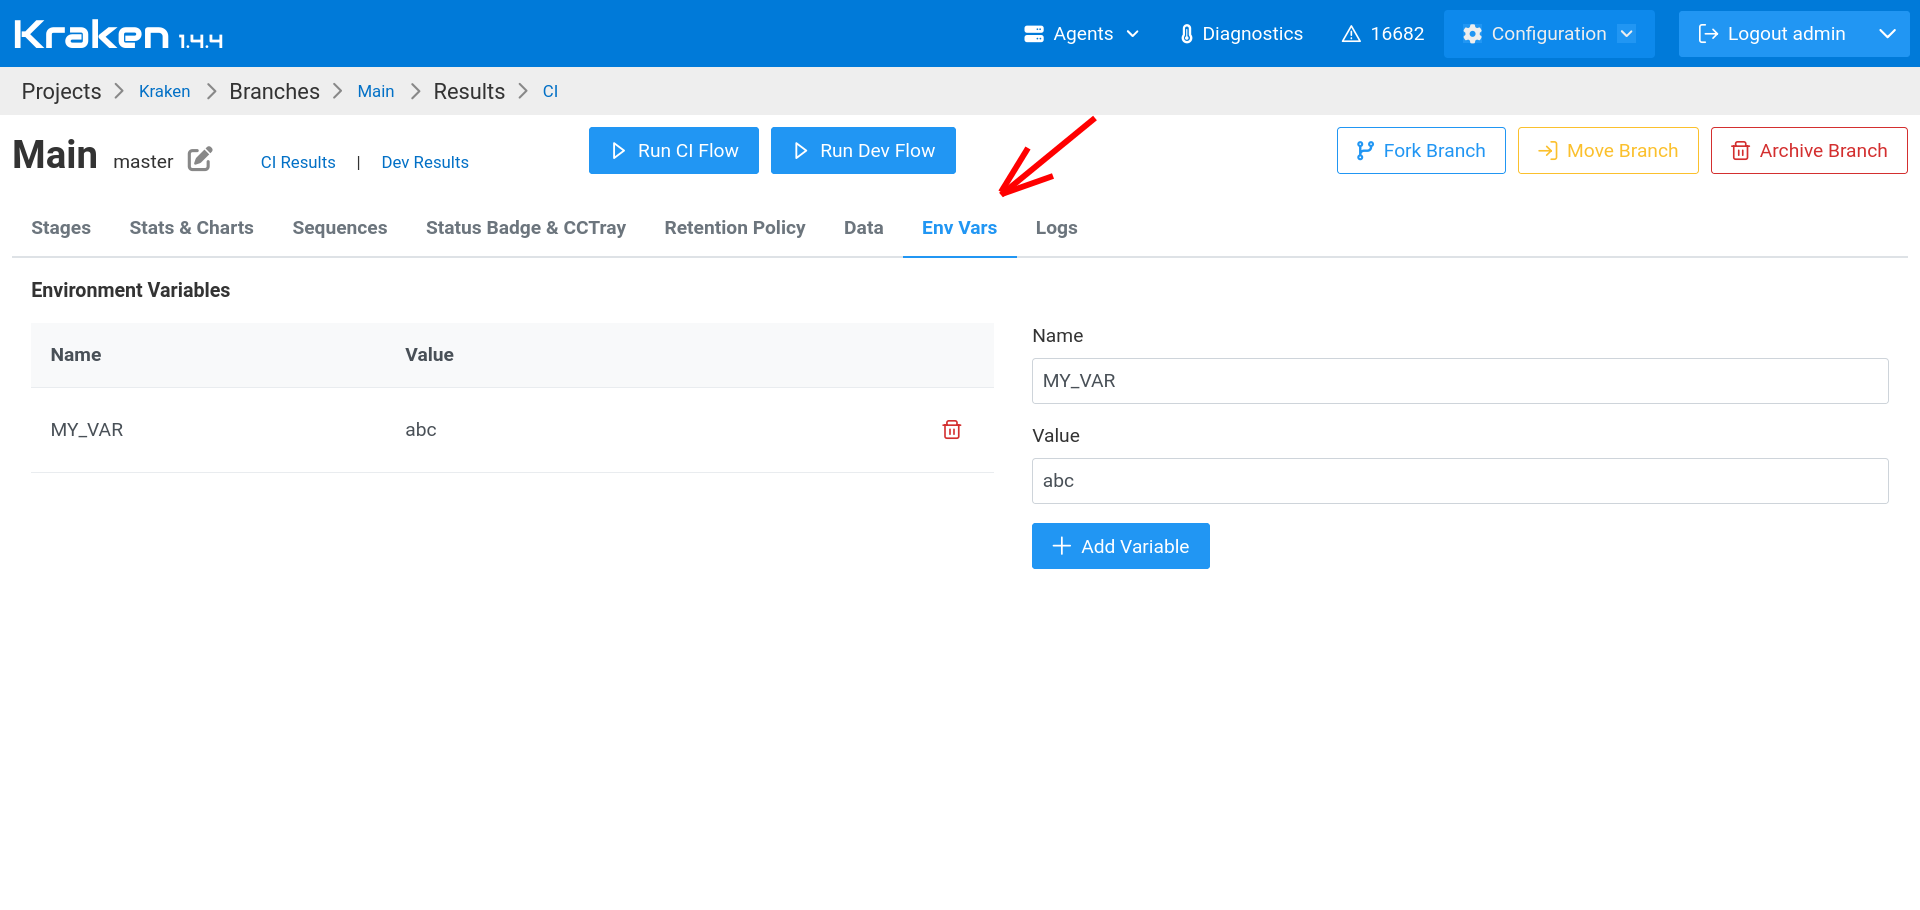 Kraken 1.4.4 Agents Diagnostics 16682 Configuration Logout admin
Projects Kraken Branches Main Results CI
Main master CI Results | Dev Results Run CI Flow Run Dev Flow Fork Branch Move Branch Archive Branch
Stages Stats & Charts Sequences Status Badge & CCTray Retention Policy Data Env Vars Logs
Environment Variables
Name Value
MY_VAR abc
Name
MY_VAR
Value
abc
Add Variable